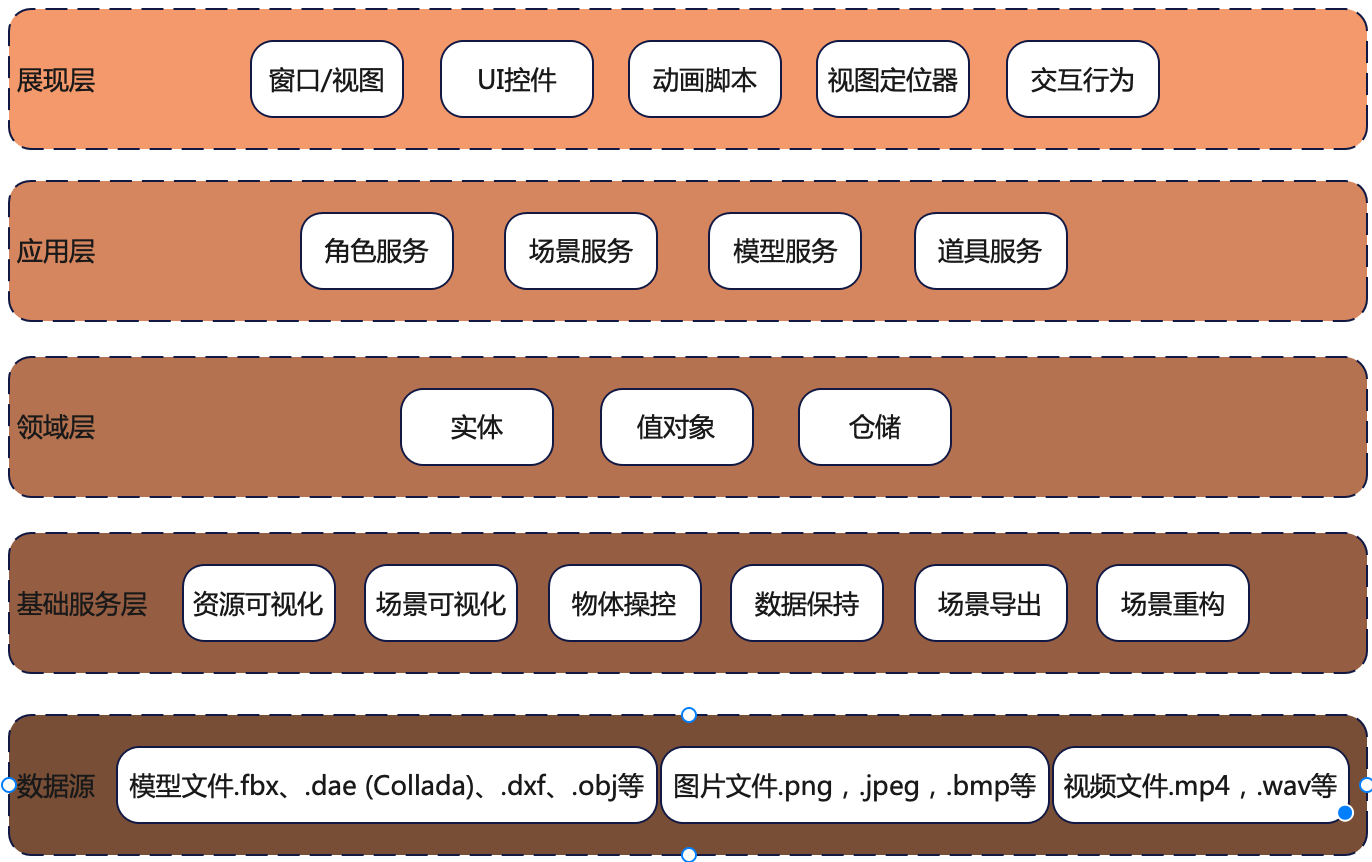 展现层 窗口/视图 UI控件 动画脚本 视图定位器 交互行为
应用层 角色服务 场景服务 模型服务 道具服务
领域层 实体 值对象 仓储
基础服务层 资源可视化 场景可视化 物体操控 数据保持 场景导出 场景重构
数据源 模型文件.fbx、.dae (Collada)、.dxf、.obj等 图片文件.png，.jpeg，.bmp等 视频文件.mp4，.wav等